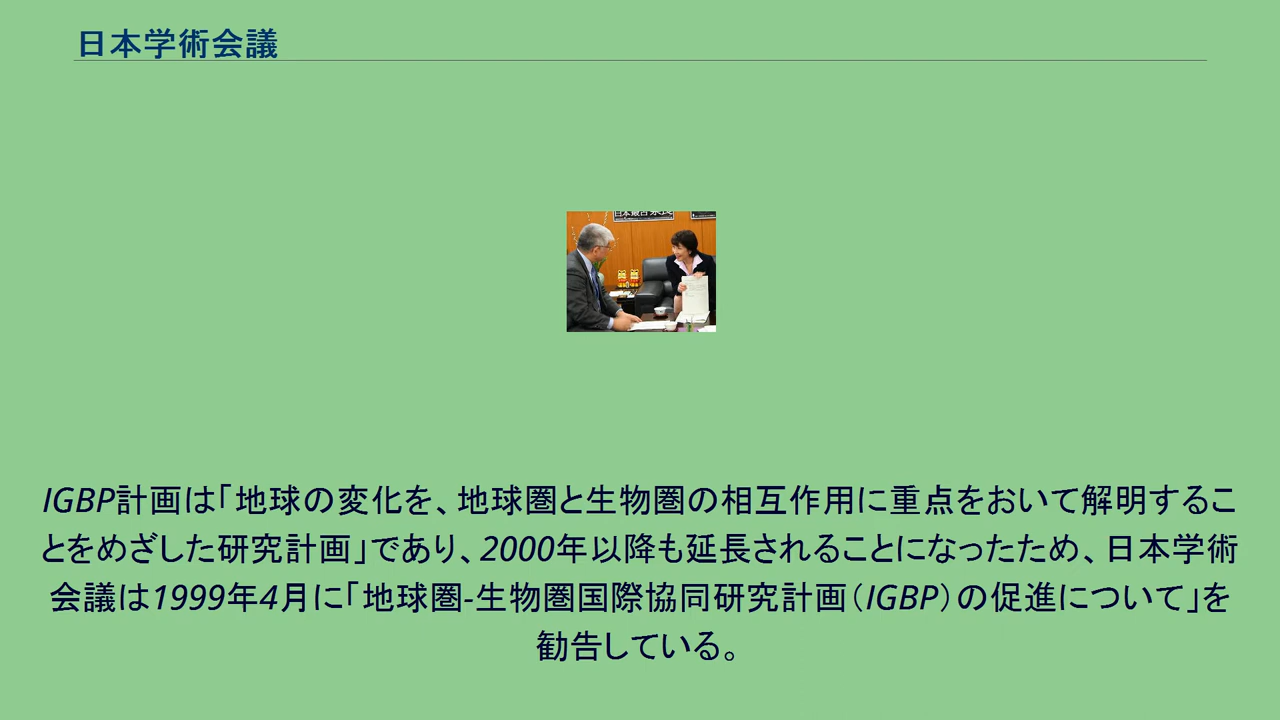 日本学術会議
IGBP計画は「地球の変化を、地球圏と生物圏の相互作用に重点をおいて解明するこ
とをめざした研究計画」であり、2000年以降も延長されることになったため、日本学術
会議は1999年4月に「地球圏-生物圏国際協同研究計画（IGBP）の促進について」を
勧告している。